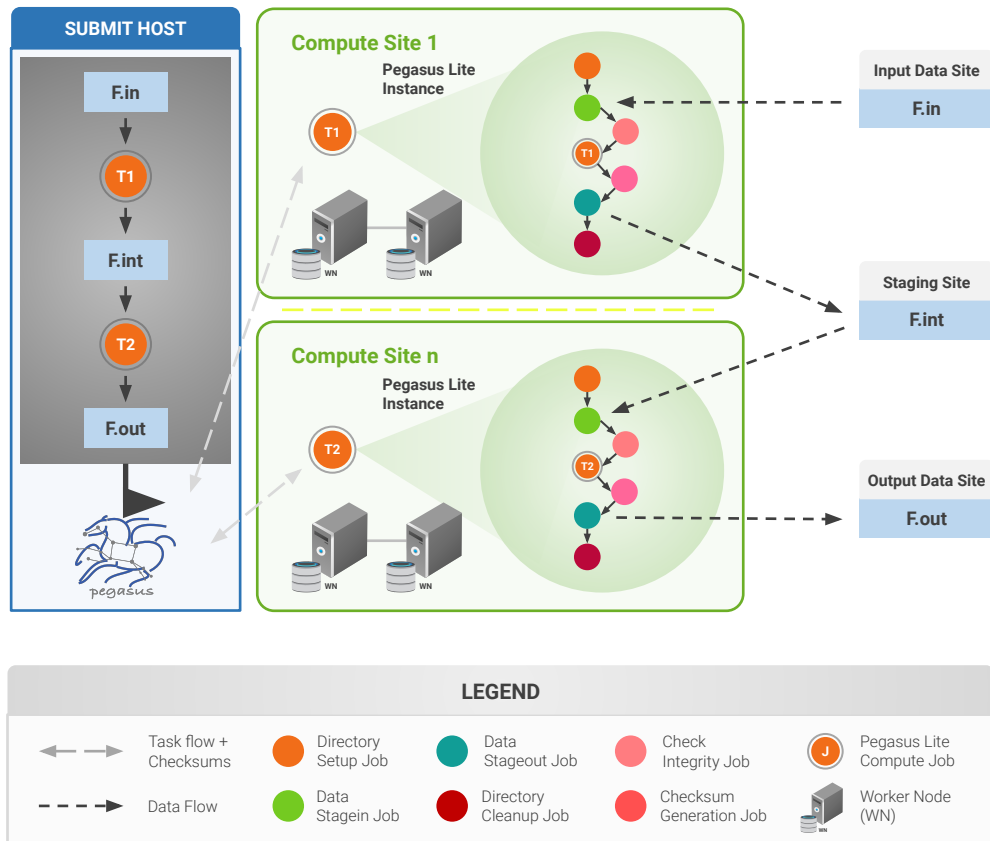 SUBMIT HOST
F.in
T1
F.int
T2
F.out
pegasus
Compute Site 1
Pegasus Lite
Instance
T1
T1
WN
WN
Compute Site n
Pegasus Lite
Instance
T2
T2
WN
WN
Input Data Site
F.in
Staging Site
F.int
Output Data Site
F.out
LEGEND
Task flow +
Checksums
Data Flow
Directory
Setup Job
Data
Stagein Job
Data
Stageout Job
Directory
Cleanup Job
Check
Integrity Job
Checksum
Generation Job
J
Pegasus Lite
Compute Job
WN
Worker Node
(WN)